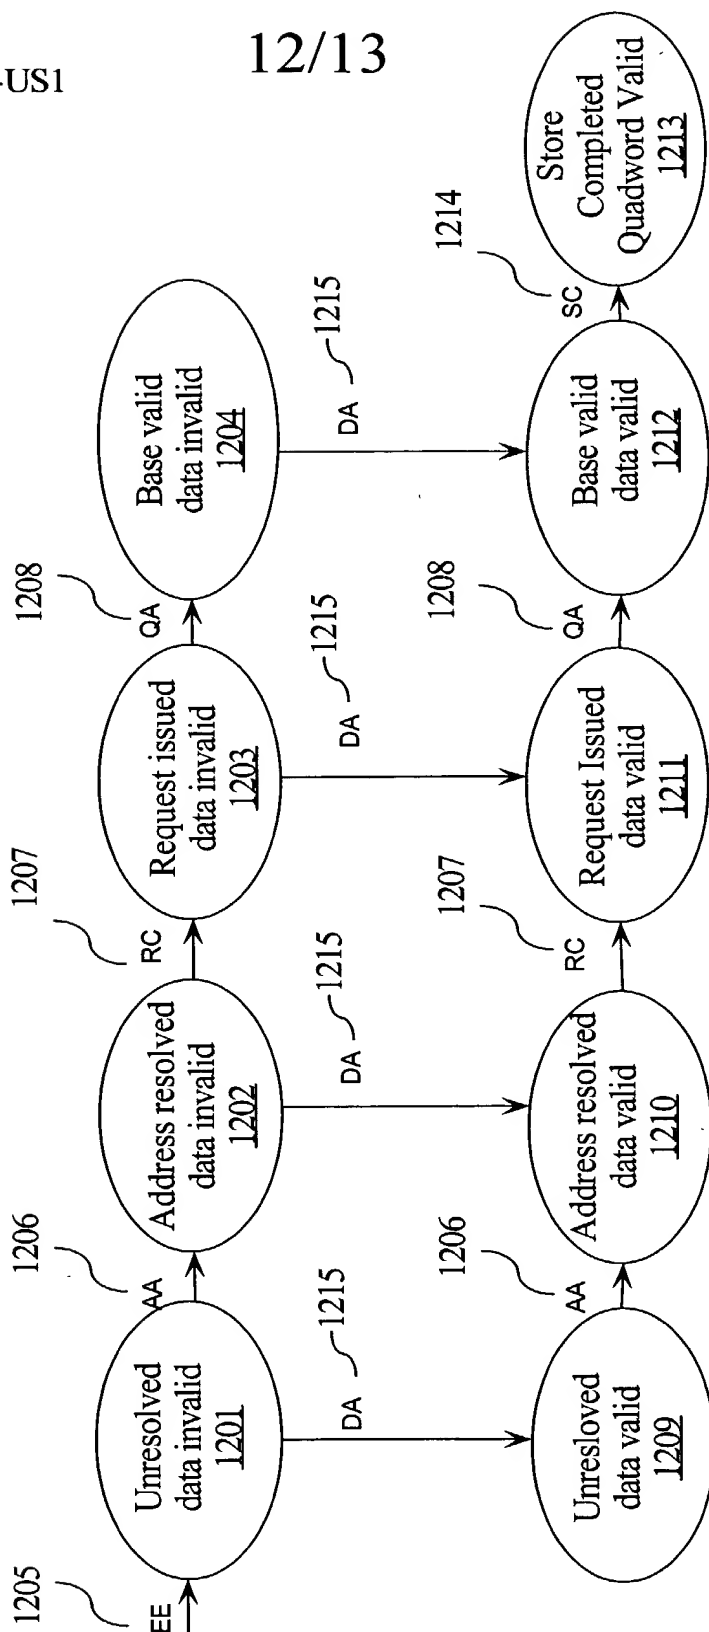 -US1
12/13
1205
EE
Unresolved
data invalid
1201
1206
AA
Address resolved
data invalid
1202
1207
RC
Request issued
data invalid
1203
1208
QA
Base valid
data invalid
1204
DA
1215
DA
1215
DA
1215
DA
1215
Unresloved
data valid
1209
1206
AA
Address resolved
data valid
1210
1207
RC
Request Issued
data valid
1211
1208
QA
Base valid
data valid
1212
1214
SC
Store
Completed
Quadword Valid
1213